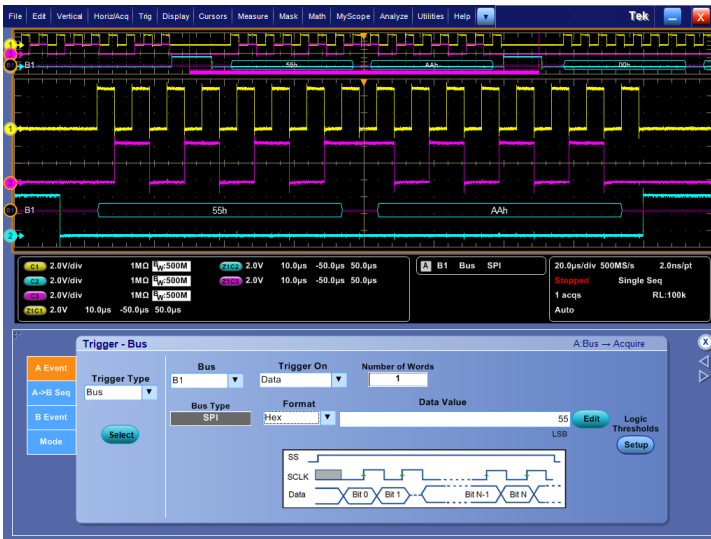 File Edit Vertical Horiz/Acq Trig Display Cursors Measure Mask Math MyScope Analyze Utilities Help Tek X
1
3
B1 B1 55h AAh 00h
1
3
B1 B1 55h AAh
2
C1 2.0V/div 1MΩ BW:500M Z1C2 2.0V 10.0µs -50.0µs 50.0µs A B1 Bus SPI 20.0µs/div 500MS/s 2.0ns/pt
C2 2.0V/div 1MΩ BW:500M Z1C3 2.0V 10.0µs -50.0µs 50.0µs Stopped Single Seq
C3 2.0V/div 1MΩ BW:500M 1 acqs RL:100k
Z1C1 2.0V 10.0µs -50.0µs 50.0µs Auto
Trigger - Bus A:Bus → Acquire X
A Event
A->B Seq
B Event
Mode
Trigger Type
Bus
Select
Bus Trigger On Number of Words
B1 Data 1
Bus Type Format Data Value
SPI Hex 55 Edit
LSB
Logic
Thresholds
Setup
SS
SCLK
Data Bit 0 Bit 1 Bit N-1 Bit N